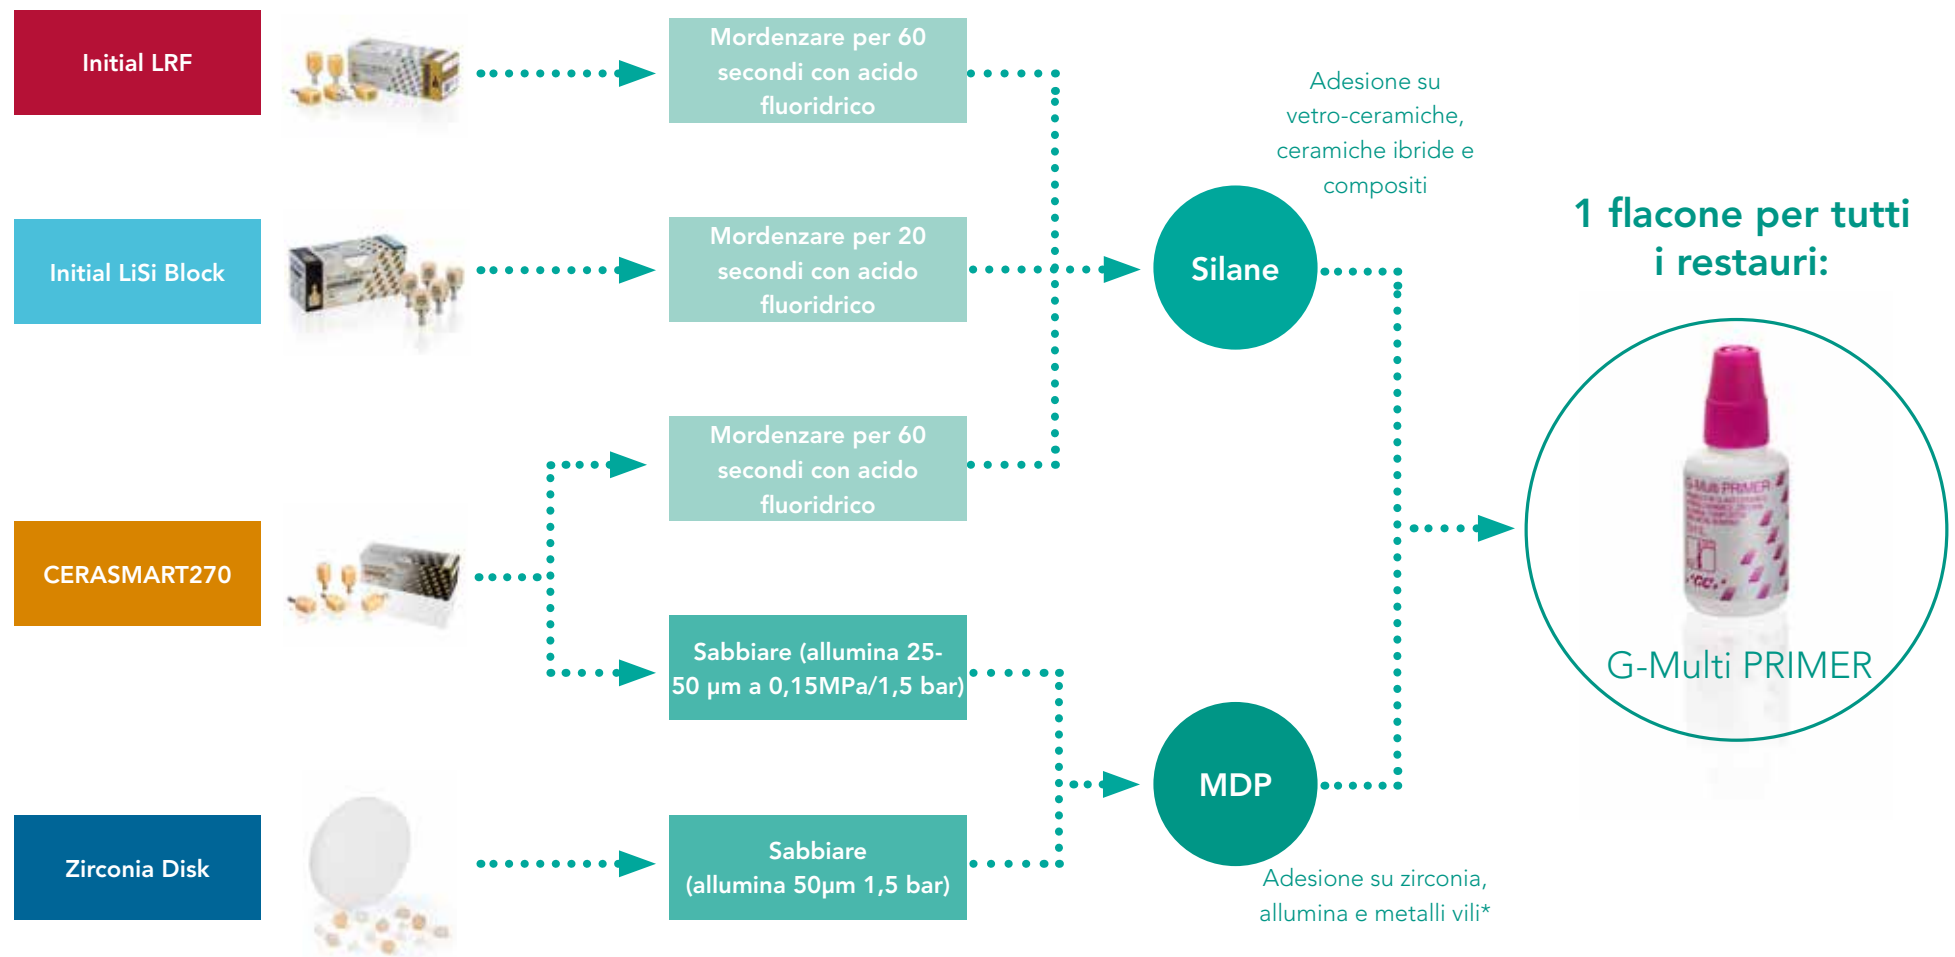 Initial LRF
Mordenzare per 60
secondi con acido
fluoridrico
Adesione su
vetro-ceramiche,
ceramiche ibride e
compositi
Initial LiSi Block
Mordenzare per 20
secondi con acido
fluoridrico
Silane
1 flacone per tutti
i restauri:
Mordenzare per 60
secondi con acido
fluoridrico
CERASMART270
Sabbiare (allumina 25-
50 µm a 0,15MPa/1,5 bar)
G-Multi PRIMER
GC
G-Multi PRIMER
Zirconia Disk
Sabbiare
(allumina 50µm 1,5 bar)
MDP
Adesione su zirconia,
allumina e metalli vili*